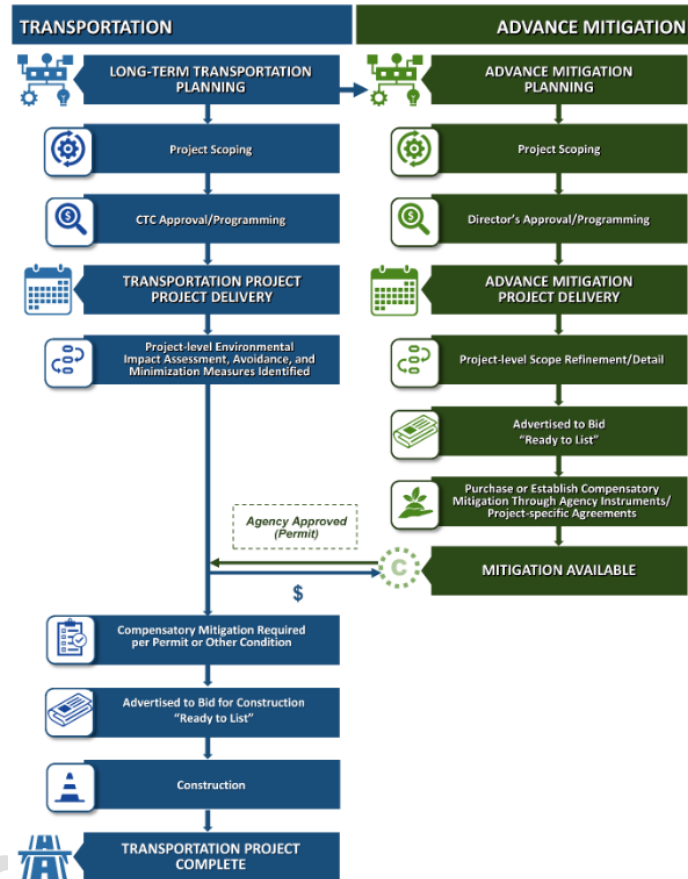 TRANSPORTATION
ADVANCE MITIGATION
LONG-TERM TRANSPORTATION
PLANNING
Project Scoping
CTC Approval/Programming
TRANSPORTATION PROJECT
PROJECT DELIVERY
Project-level Environmental
Impact Assessment, Avoidance, and
Minimization Measures Identified
ADVANCE MITIGATION
PLANNING
Project Scoping
Director's Approval/Programming
ADVANCE MITIGATION
PROJECT DELIVERY
Project-level Scope Refinement/Detail
Advertised to Bid
"Ready to List"
Purchase or Establish Compensatory
Mitigation Through Agency Instruments/
Project-specific Agreements
Agency Approved
(Permit)
C
MITIGATION AVAILABLE
$
Compensatory Mitigation Required
per Permit or Other Condition
Advertised to Bid for Construction
"Ready to List"
Construction
TRANSPORTATION PROJECT
COMPLETE